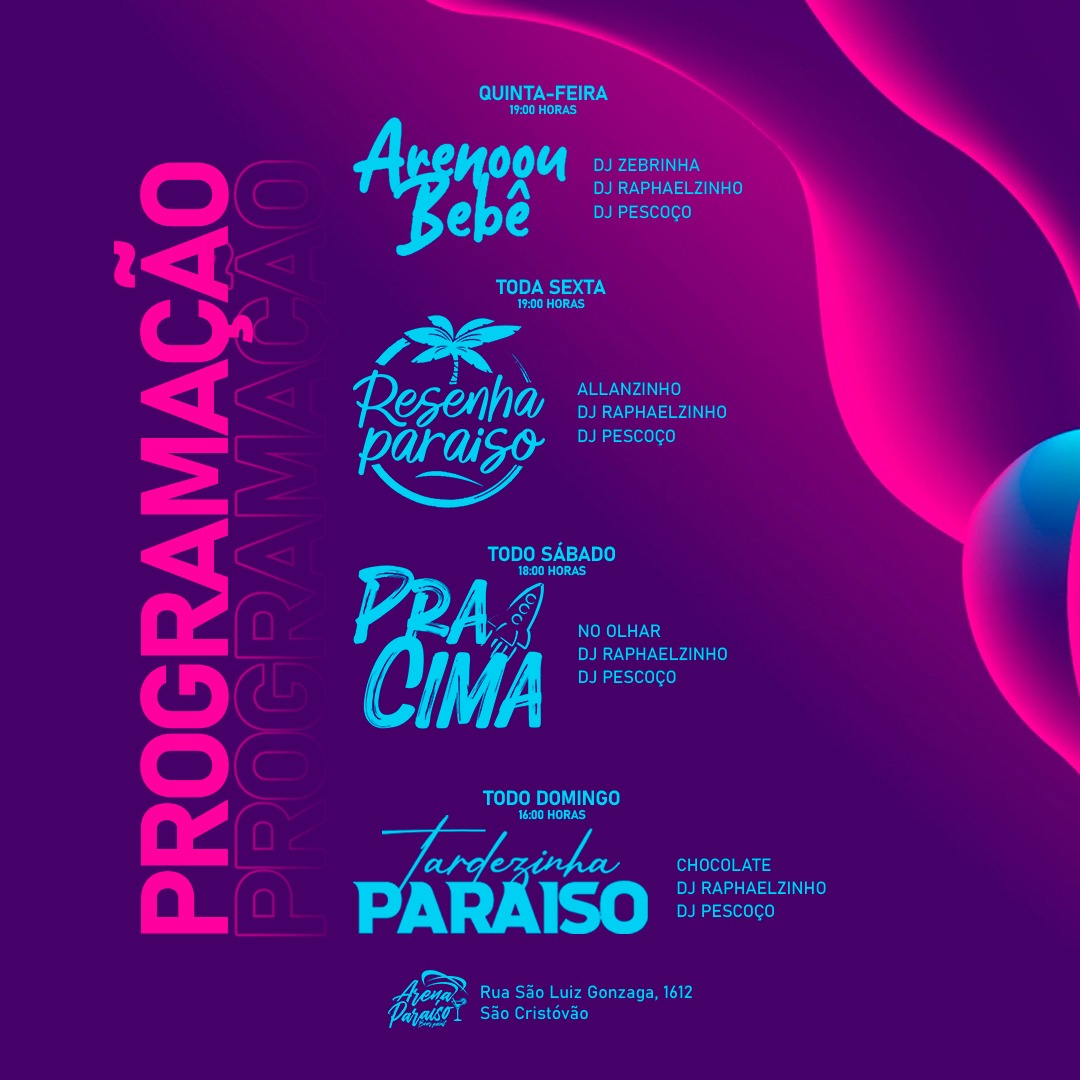 PROGRAMAÇÃO
PROGRAMAÇÃO
QUINTA-FEIRA
19:00 HORAS
Arenoou
Bebê
DJ ZEBRINHA
DJ RAPHAELZINHO
DJ PESCOÇO
TODA SEXTA
19:00 HORAS
Resenha
paraiso
ALLANZINHO
DJ RAPHAELZINHO
DJ PESCOÇO
TODO SÁBADO
18:00 HORAS
PRA
CIMA
NO OLHAR
DJ RAPHAELZINHO
DJ PESCOÇO
TODO DOMINGO
16:00 HORAS
Tardezinha
PARAISO
CHOCOLATE
DJ RAPHAELZINHO
DJ PESCOÇO
Arena
Paraiso
Rua São Luiz Gonzaga, 1612
São Cristóvão